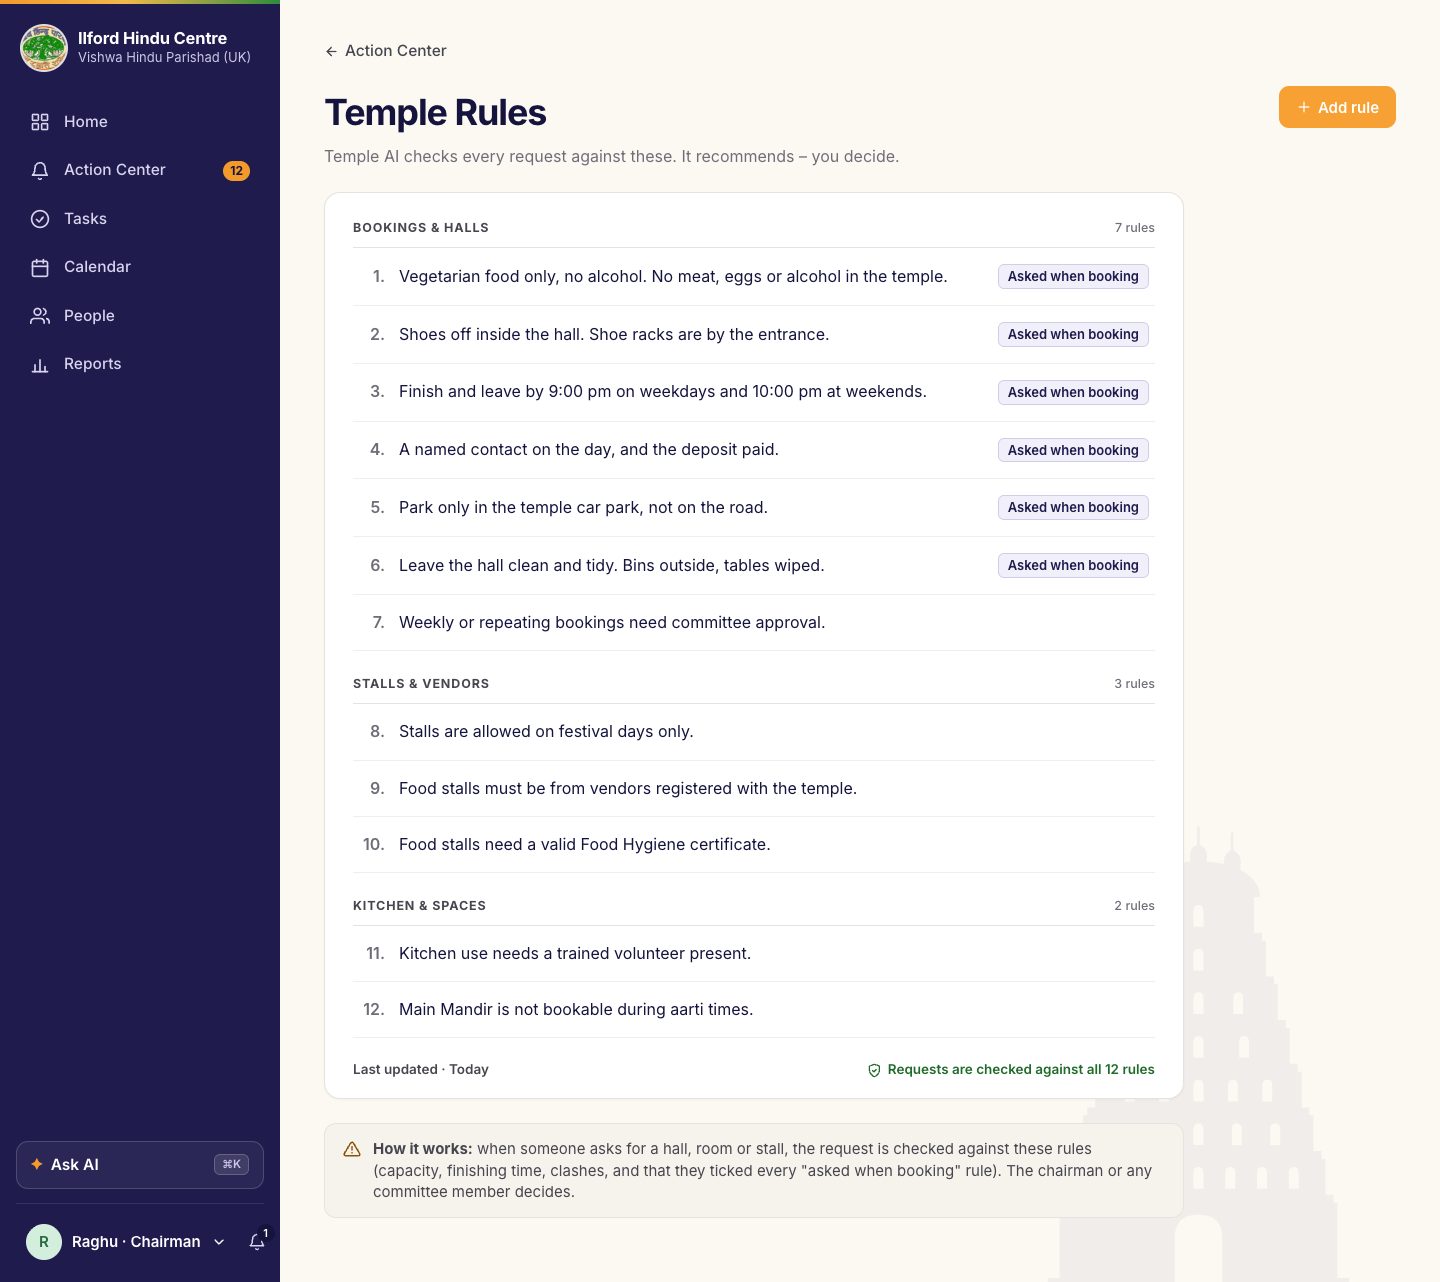 Ilford Hindu Centre
Vishwa Hindu Parishad (UK)
Home
Action Center
12
Tasks
Calendar
People
Reports
Ask AI
⌘K
R
Raghu · Chairman
1
← Action Center
Temple Rules
+ Add rule
Temple AI checks every request against these. It recommends – you decide.
BOOKINGS & HALLS
7 rules
1. Vegetarian food only, no alcohol. No meat, eggs or alcohol in the temple.
Asked when booking
2. Shoes off inside the hall. Shoe racks are by the entrance.
Asked when booking
3. Finish and leave by 9:00 pm on weekdays and 10:00 pm at weekends.
Asked when booking
4. A named contact on the day, and the deposit paid.
Asked when booking
5. Park only in the temple car park, not on the road.
Asked when booking
6. Leave the hall clean and tidy. Bins outside, tables wiped.
Asked when booking
7. Weekly or repeating bookings need committee approval.
STALLS & VENDORS
3 rules
8. Stalls are allowed on festival days only.
9. Food stalls must be from vendors registered with the temple.
10. Food stalls need a valid Food Hygiene certificate.
KITCHEN & SPACES
2 rules
11. Kitchen use needs a trained volunteer present.
12. Main Mandir is not bookable during aarti times.
Last updated · Today
Requests are checked against all 12 rules
How it works: when someone asks for a hall, room or stall, the request is checked against these rules
(capacity, finishing time, clashes, and that they ticked every "asked when booking" rule). The chairman or any
committee member decides.